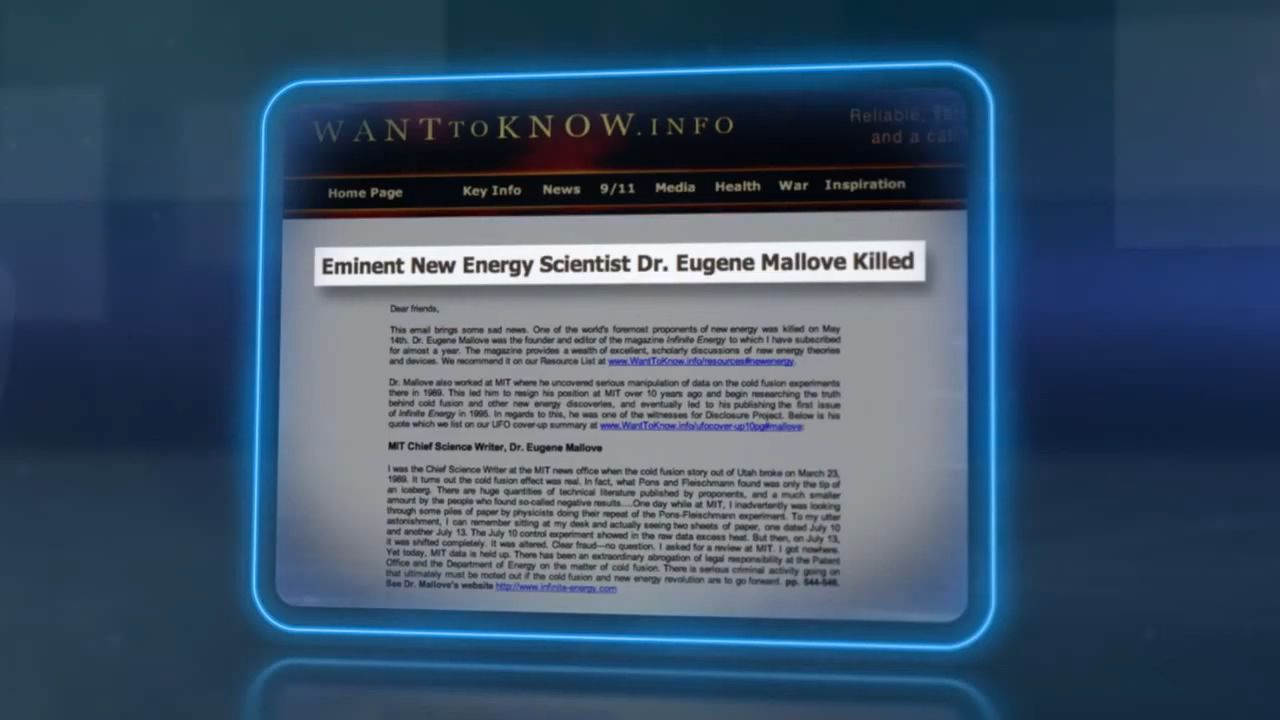 WANTTOKNOW.INFO
Reliable,
and a
Home Page Key Info News 9/11 Media Health War Inspiration
Eminent New Energy Scientist Dr. Eugene Mallove Killed
Dear friends,
This email brings some sad news. One of the world's foremost proponents of new energy was killed on May
14th. Dr. Eugene Mallove was the founder and editor of the magazine Infinite Energy to which I have subscribed
for almost a year. The magazine provides a wealth of excellent, scholarly discussions of new energy theories
and devices. We recommend it on our Resource List at www.WantToKnow.info/resources#newenergy.
Dr. Mallove also worked at MIT where he uncovered serious manipulation of data on the cold fusion experiments
there in 1989. This led him to resign his position at MIT over 10 years ago and begin researching the truth
behind cold fusion and other new energy discoveries, and eventually led to his publishing the first issue
of Infinite Energy in 1995. In regards to this, he was one of the witnesses for Disclosure Project. Below is his
quote which we list on our UFO cover-up summary at www.WantToKnow.info/ufocover-up10pg#mallove:
MIT Chief Science Writer, Dr. Eugene Mallove
I was the Chief Science Writer at the MIT news office when the cold fusion story out of Utah broke on March 23,
1989. It turns out the cold fusion effect was real. In fact, what Pons and Fleischmann found was only the tip of
an iceberg. There are huge quantities of technical literature published by proponents, and a much smaller
amount by the people who found so-called negative results....One day while at MIT, I inadvertently was looking
through some piles of paper by physicists doing their repeat of the Pons-Fleischmann experiment. To my utter
astonishment, I can remember sitting at my desk and actually seeing two sheets of paper, one dated July 10
and another July 13. The July 10 control experiment showed in the raw data excess heat. But then, on July 13,
it was shifted completely. It was altered. Clear fraud—no question. I asked for a review at MIT. I got nowhere.
Yet today, MIT data is held up. There has been an extraordinary abrogation of legal responsibility at the Patent
Office and the Department of Energy on the matter of cold fusion. There is serious criminal activity going on
that ultimately must be rooted out if the cold fusion and new energy revolution are to go forward. pp. 544-546.
See Dr. Mallove's website http://www.infinite-energy.com